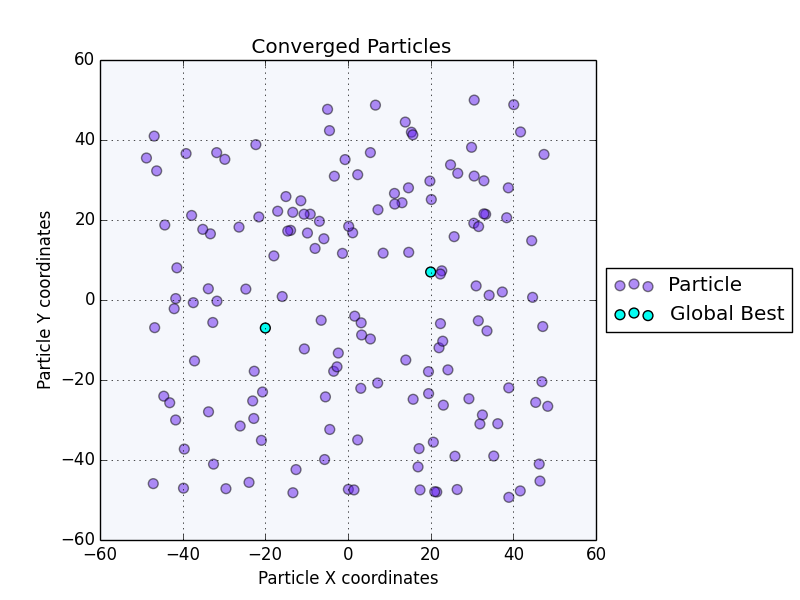 Converged Particles
60
40
20
0
−20
−40
−60
−60 −40 −20 0 20 40 60
Particle Y coordinates
Particle X coordinates
Particle
Global Best